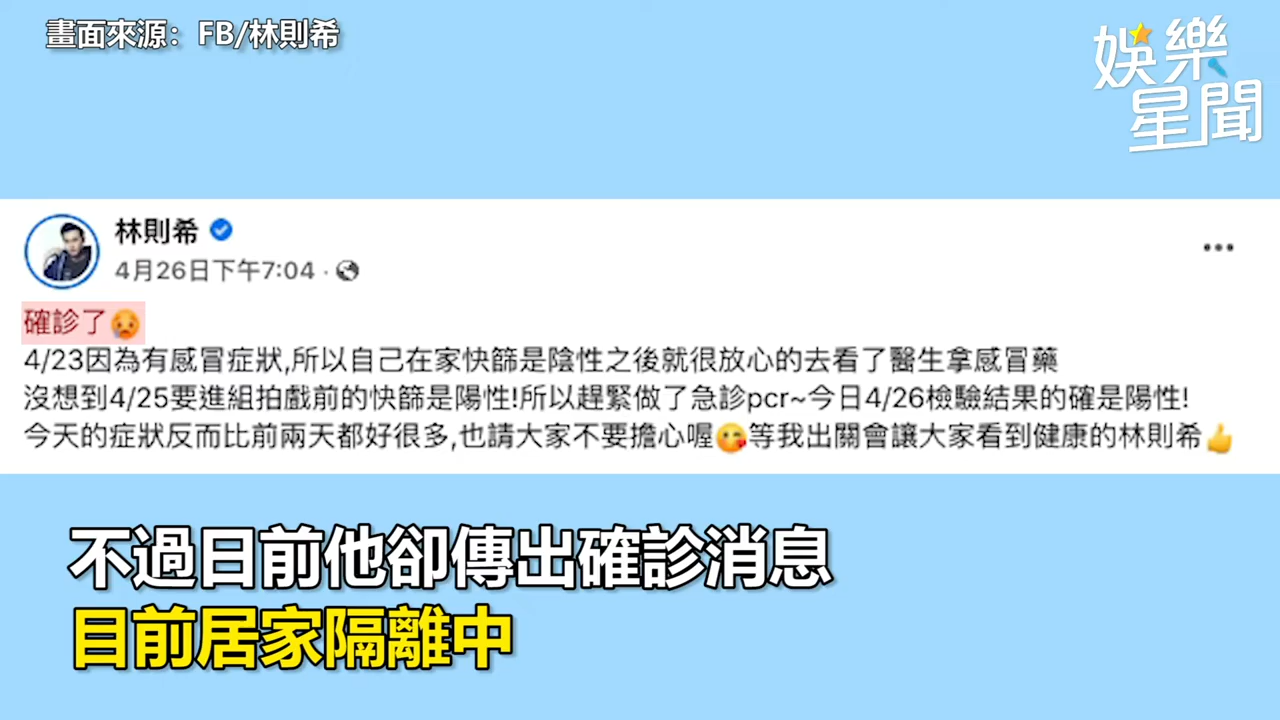 畫面來源：FB/林則希
娛樂
星聞
林則希
4月26日下午7:04
確診了😥
4/23因為有感冒症狀,所以自己在家快篩是陰性之後就很放心的去看了醫生拿感冒藥
沒想到4/25要進組拍戲前的快篩是陽性!所以趕緊做了急診pcr~今日4/26檢驗結果的確是陽性!
今天的症狀反而比前兩天都好很多,也請大家不要擔心喔😘等我出關會讓大家看到健康的林則希👍
不過日前他卻傳出確診消息
目前居家隔離中